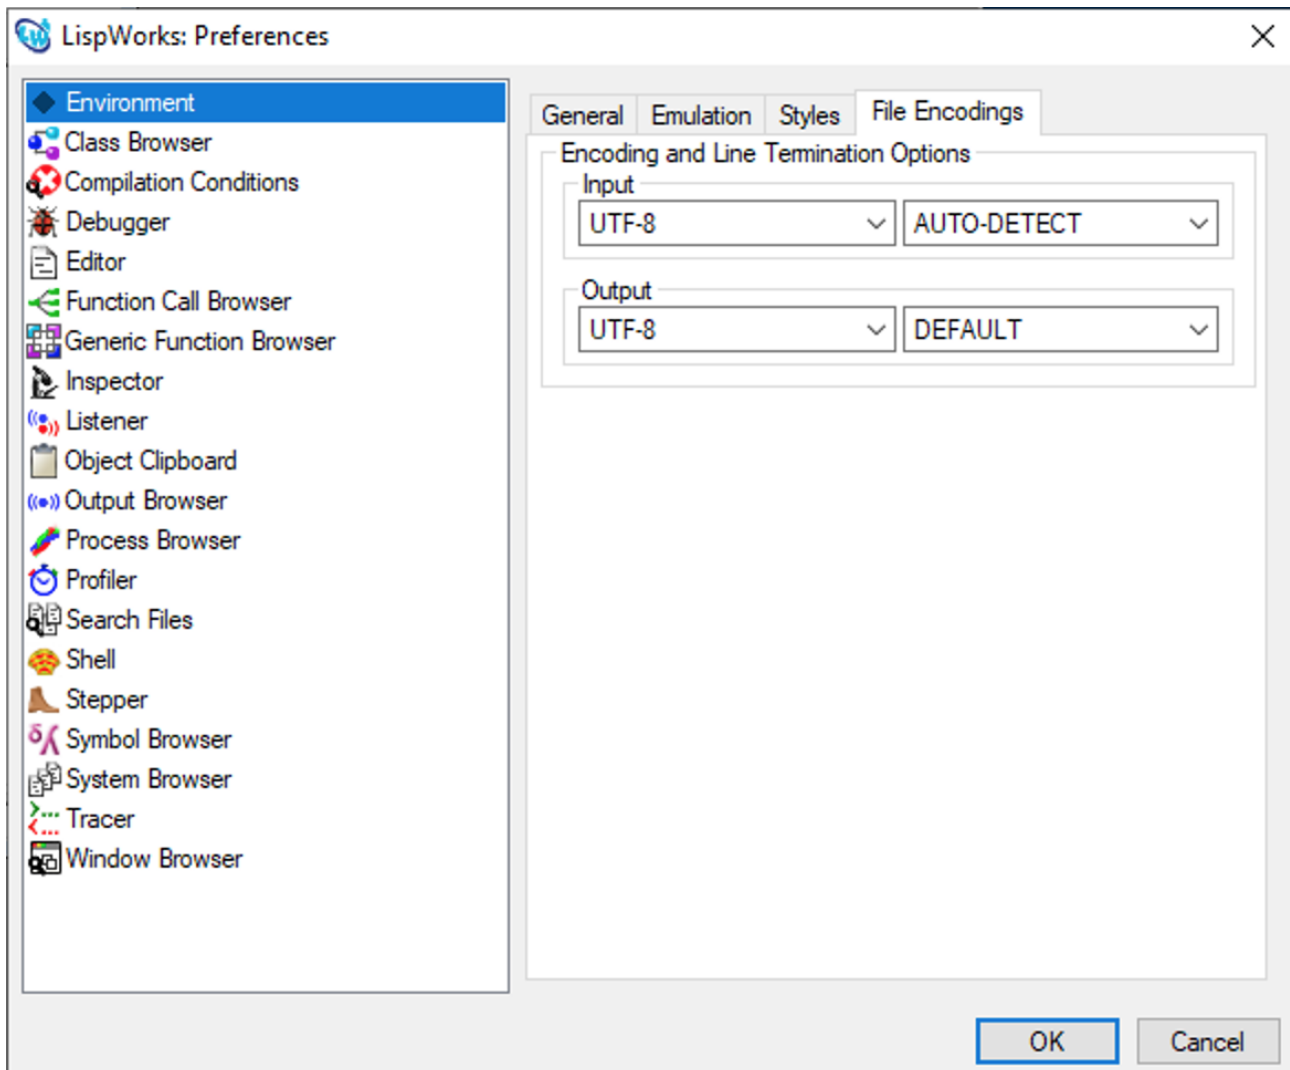 LispWorks: Preferences
Environment
Class Browser
Compilation Conditions
Debugger
Editor
Function Call Browser
Generic Function Browser
Inspector
Listener
Object Clipboard
Output Browser
Process Browser
Profiler
Search Files
Shell
Stepper
Symbol Browser
System Browser
Tracer
Window Browser
General Emulation Styles File Encodings
Encoding and Line Termination Options
Input
UTF-8 AUTO-DETECT
Output
UTF-8 DEFAULT
OK Cancel